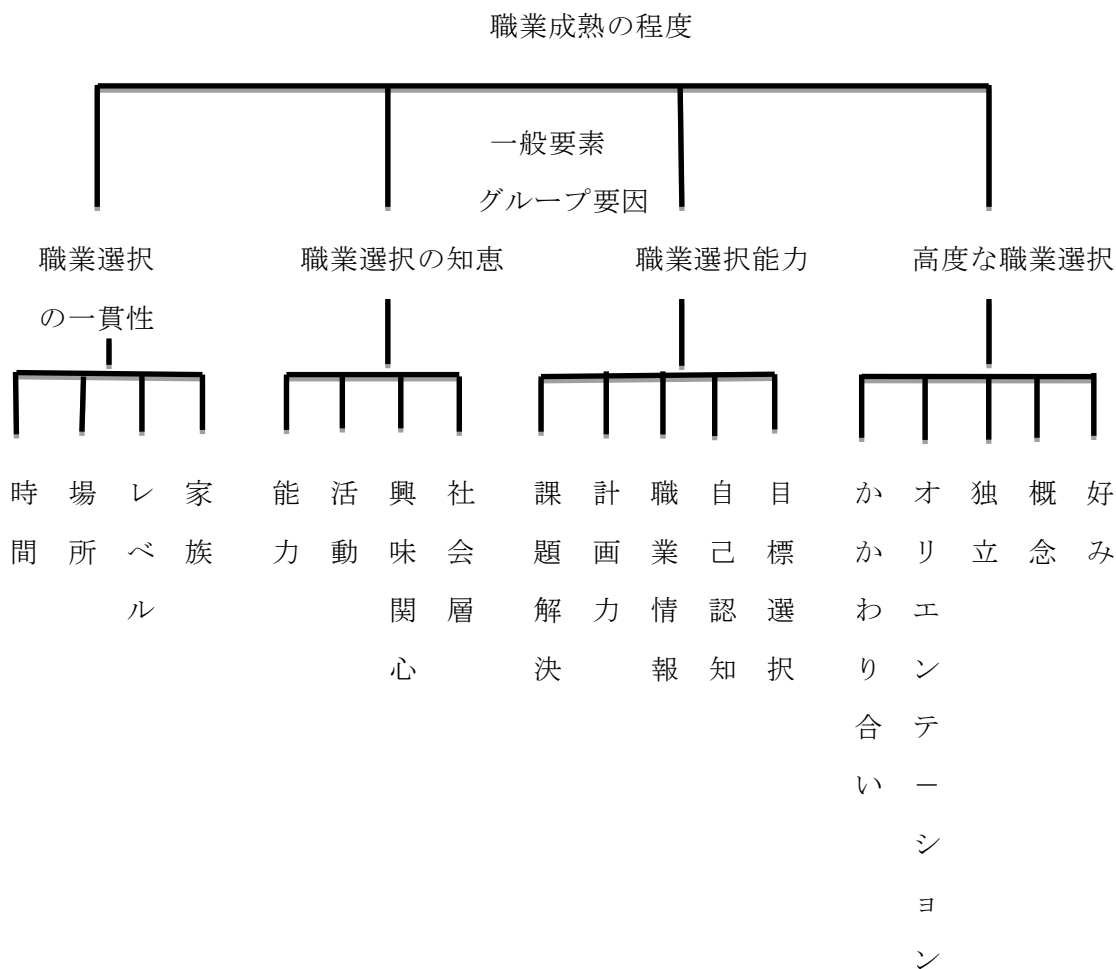 職業成熟の程度
一般要素
グループ要因
職業選択
の一貫性
職業選択の知恵
職業選択能力
高度な職業選択
時間
場所
レベル
家族
能力
活動
興味関心
社会層
課題解決
計画力
職業情報
自己認知
目標選択
かかわり合い
オリエンテーション
独立
概念
好み